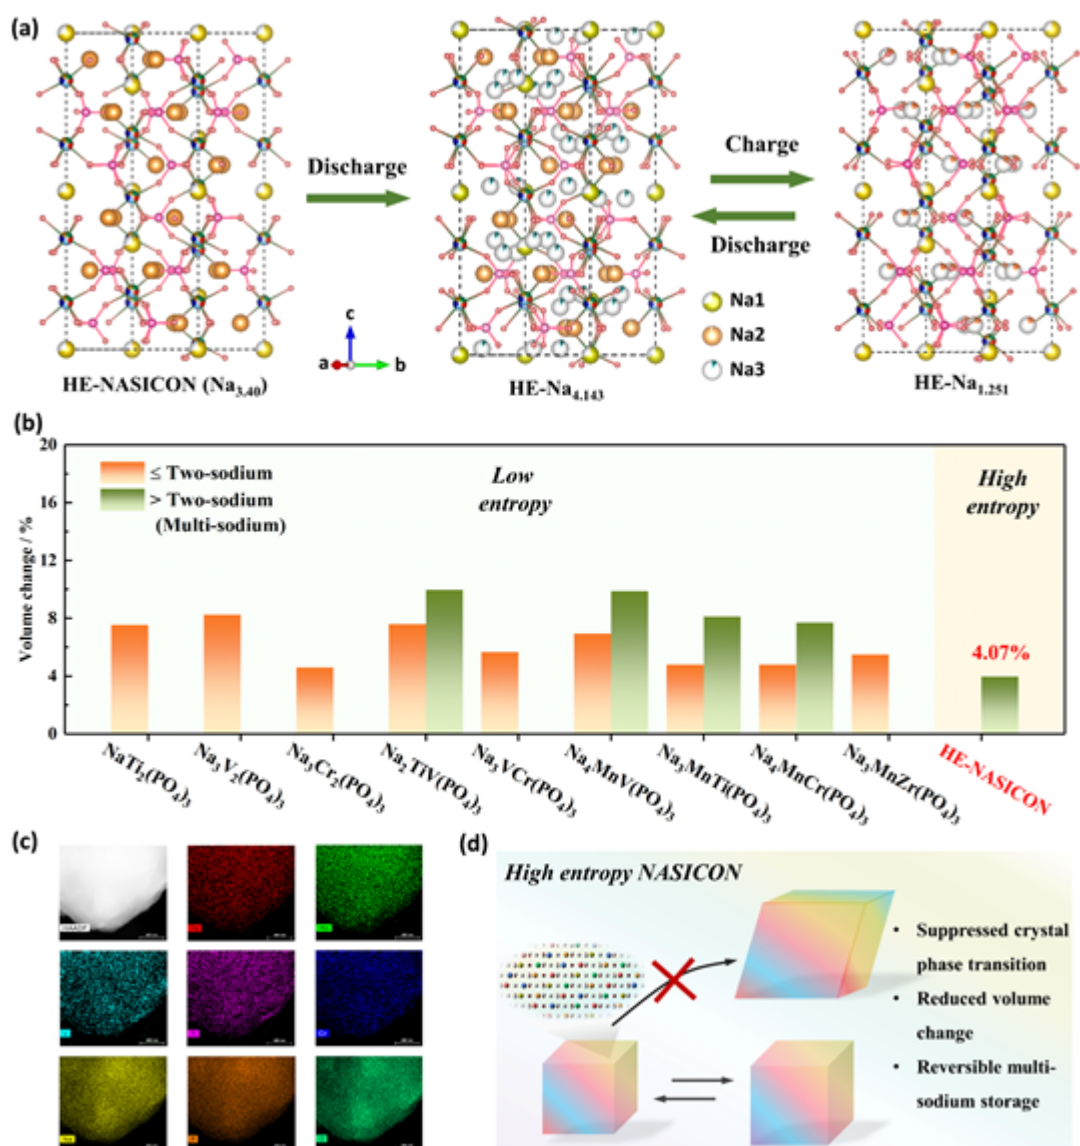 (a)
Discharge
Charge
Discharge
Na1
Na2
Na3
c
a
b
HE-NASICON (Na3.40)
HE-Na4.143
HE-Na1.251
(b)
20
16
12
8
4
0
Volume change / %
≤ Two-sodium
> Two-sodium
(Multi-sodium)
Low
entropy
High
entropy
4.07%
NaTi2(PO4)3
Na3V2(PO4)3
Na3Cr2(PO4)3
Na2TiV(PO4)3
Na3VCr(PO4)3
Na4MnV(PO4)3
Na3MnTi(PO4)3
Na4MnCr(PO4)3
Na3MnZr(PO4)3
HE-NASICON
(c)
HAADF
(d)
High entropy NASICON
• Suppressed crystal
phase transition
• Reduced volume
change
• Reversible multi-
sodium storage